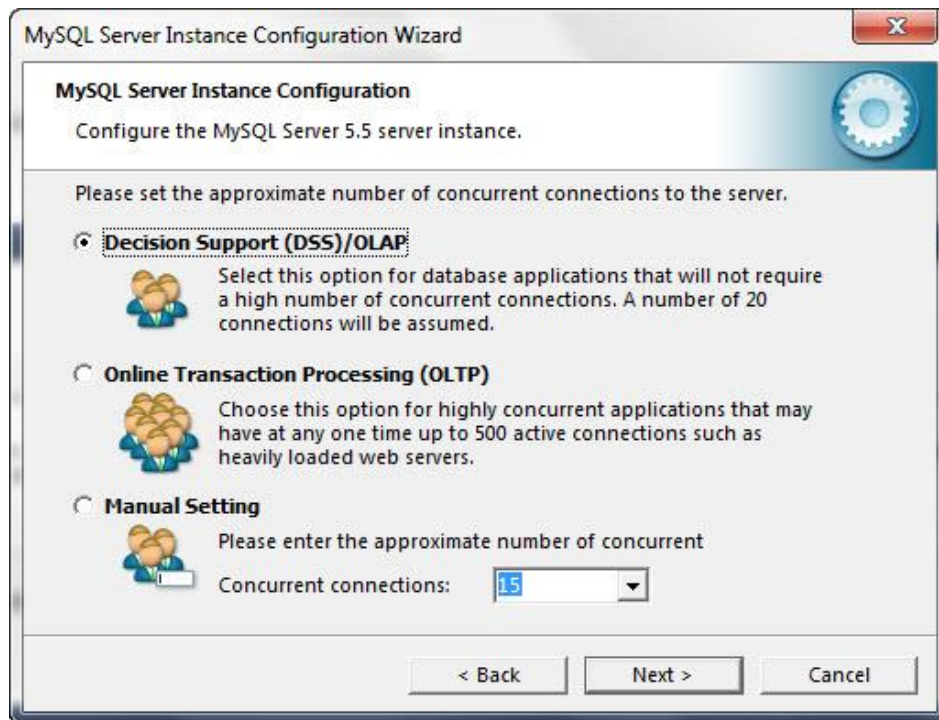 MySQL Server Instance Configuration Wizard
MySQL Server Instance Configuration
Configure the MySQL Server 5.5 server instance.
Please set the approximate number of concurrent connections to the server.
Decision Support (DSS)/OLAP
Select this option for database applications that will not require
a high number of concurrent connections. A number of 20
connections will be assumed.
Online Transaction Processing (OLTP)
Choose this option for highly concurrent applications that may
have at any one time up to 500 active connections such as
heavily loaded web servers.
Manual Setting
Please enter the approximate number of concurrent
Concurrent connections: 15
< Back Next > Cancel